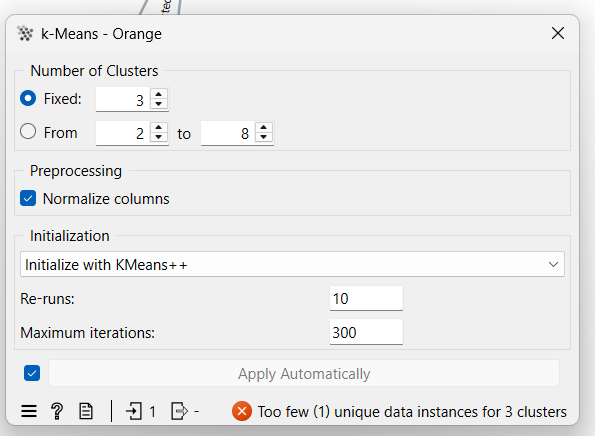 k-Means - Orange
Number of Clusters
Fixed: 3
From 2 to 8
Preprocessing
Normalize columns
Initialization
Initialize with KMeans++
Re-runs: 10
Maximum iterations: 300
Apply Automatically
? 1 - Too few (1) unique data instances for 3 clusters